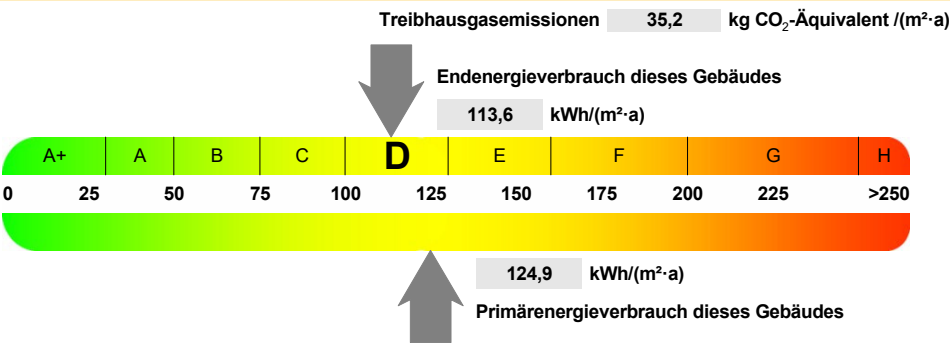 Treibhausgasemissionen 35,2 kg CO₂-Äquivalent /(m²·a)
Endenergieverbrauch dieses Gebäudes
113,6 kWh/(m²·a)
A+ A B C D E F G H
0 25 50 75 100 125 150 175 200 225 >250
124,9 kWh/(m²·a)
Primärenergieverbrauch dieses Gebäudes